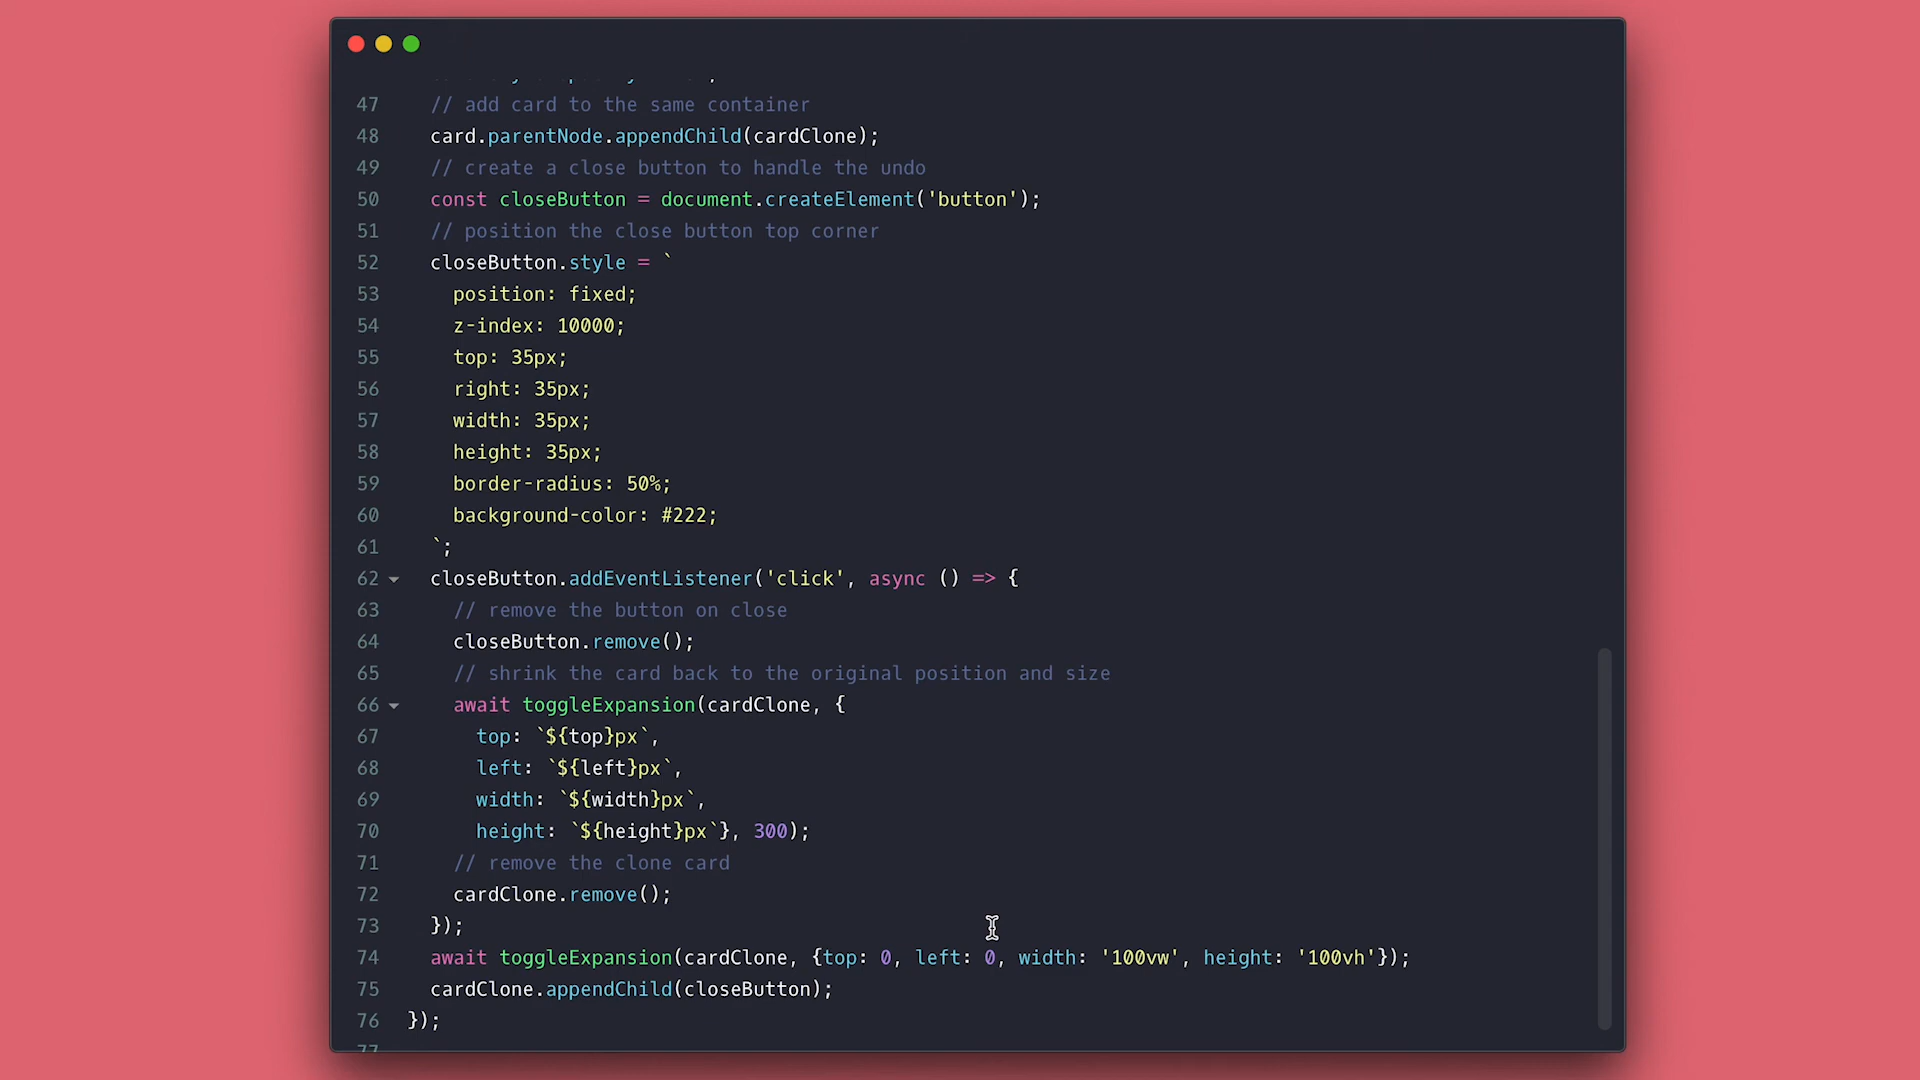 47 // add card to the same container
48 card.parentNode.appendChild(cardClone);
49 // create a close button to handle the undo
50 const closeButton = document.createElement('button');
51 // position the close button top corner
52 closeButton.style = `
53 position: fixed;
54 z-index: 10000;
55 top: 35px;
56 right: 35px;
57 width: 35px;
58 height: 35px;
59 border-radius: 50%;
60 background-color: #222;
61 `;
62 closeButton.addEventListener('click', async () => {
63 // remove the button on close
64 closeButton.remove();
65 // shrink the card back to the original position and size
66 await toggleExpansion(cardClone, {
67 top: `${top}px`,
68 left: `${left}px`,
69 width: `${width}px`,
70 height: `${height}px`}, 300);
71 // remove the clone card
72 cardClone.remove();
73 });
74 await toggleExpansion(cardClone, {top: 0, left: 0, width: '100vw', height: '100vh'});
75 cardClone.appendChild(closeButton);
76 });
77